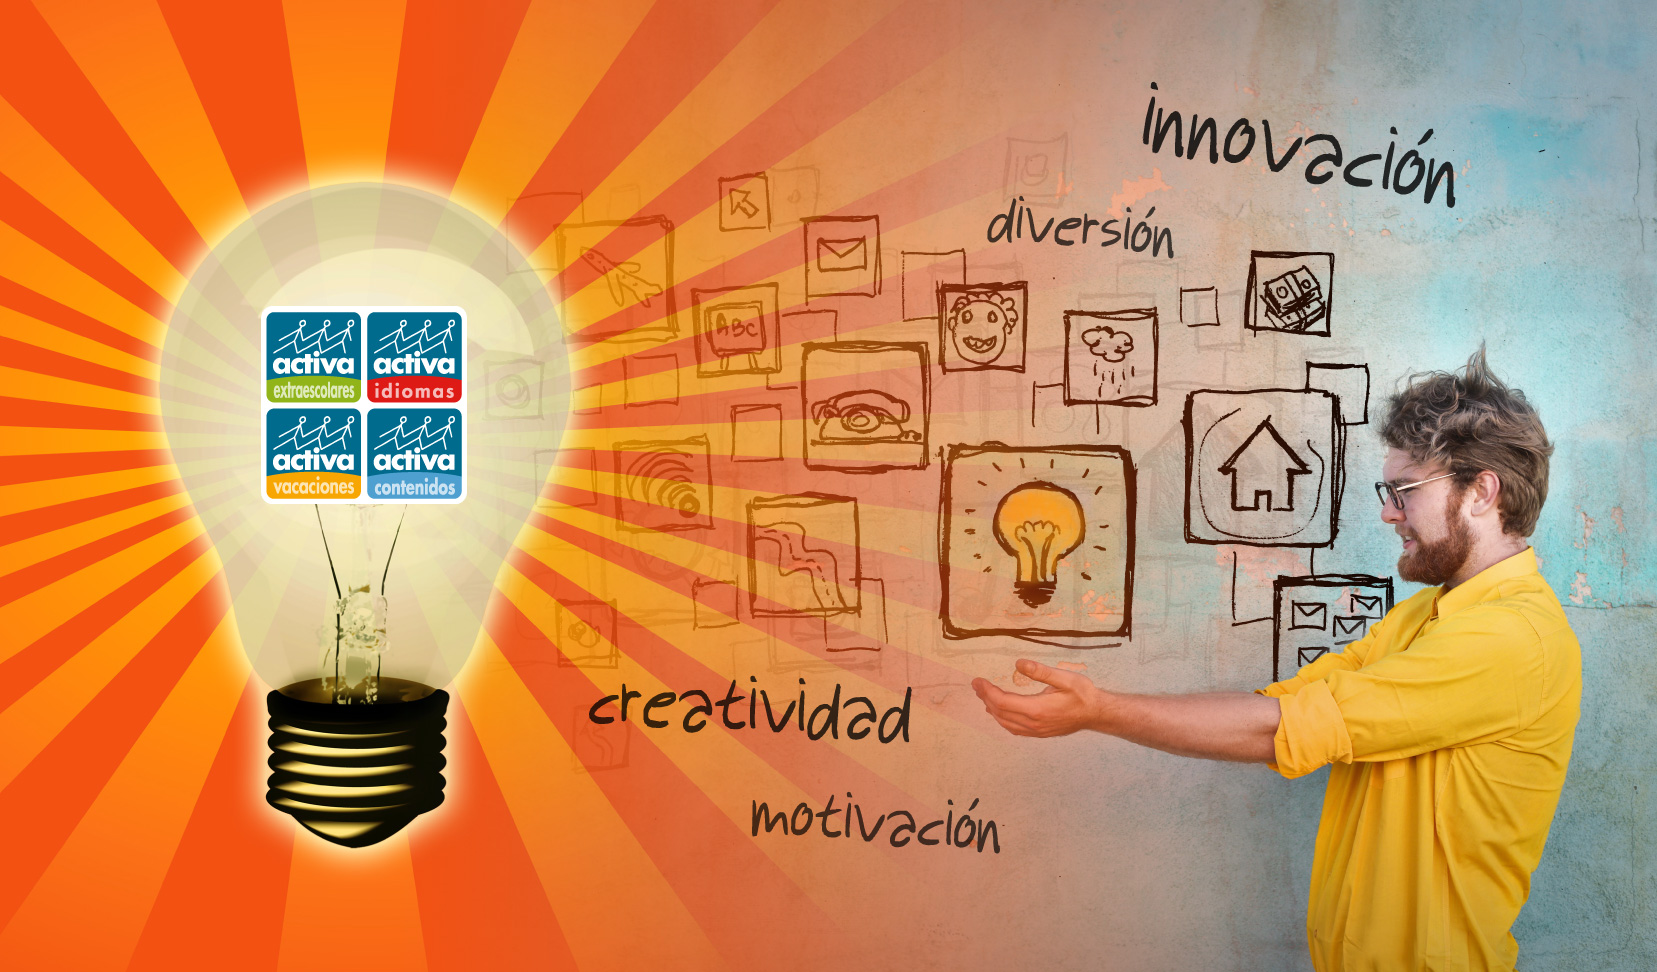 innovación
diversión
ABC
activa activa
extraescolares idiomas
activa activa
vacaciones contenidos
creatividad
motivación